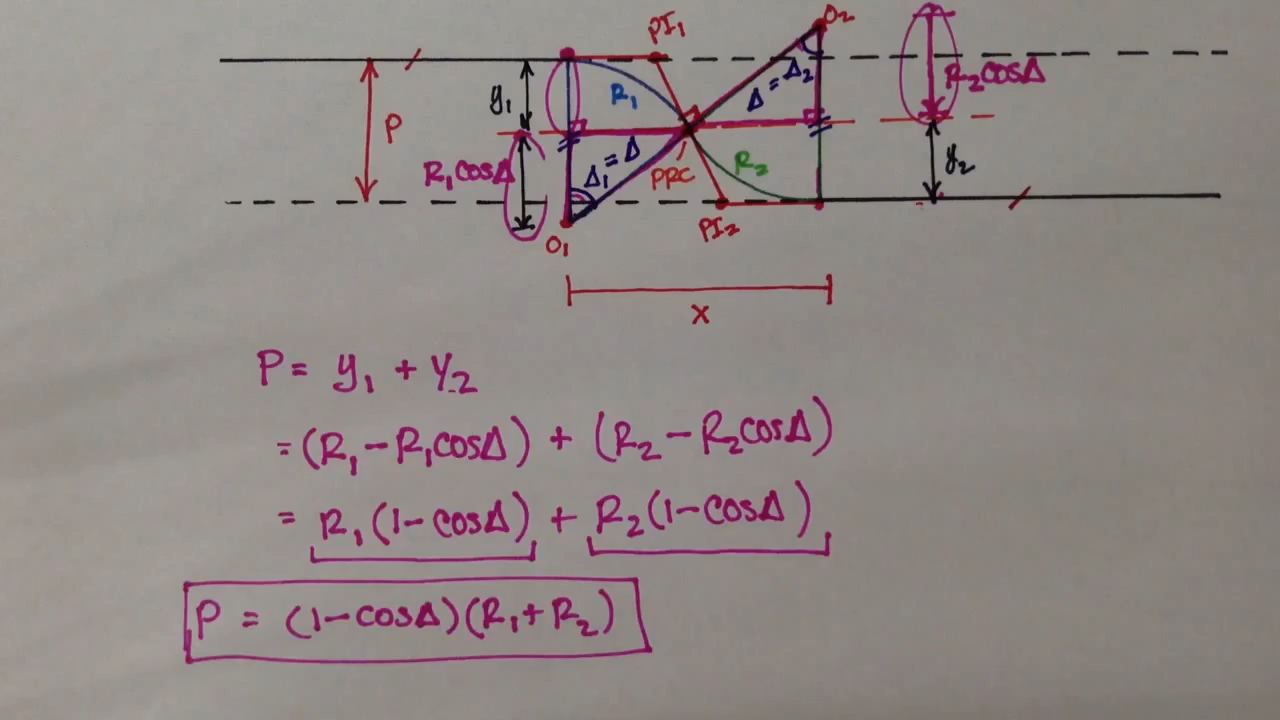 PI₁
O₂
y₁
R₁
Δ = Δ₂
R₂cosΔ
P
R₁cosΔ
Δ₁ = Δ
PRC
R₂
y₂
PI₂
O₁
X
P = y₁ + y₂
= (R₁ - R₁cosΔ) + (R₂ - R₂cosΔ)
= R₁(1 - cosΔ) + R₂(1 - cosΔ)
P = (1 - cosΔ)(R₁ + R₂)